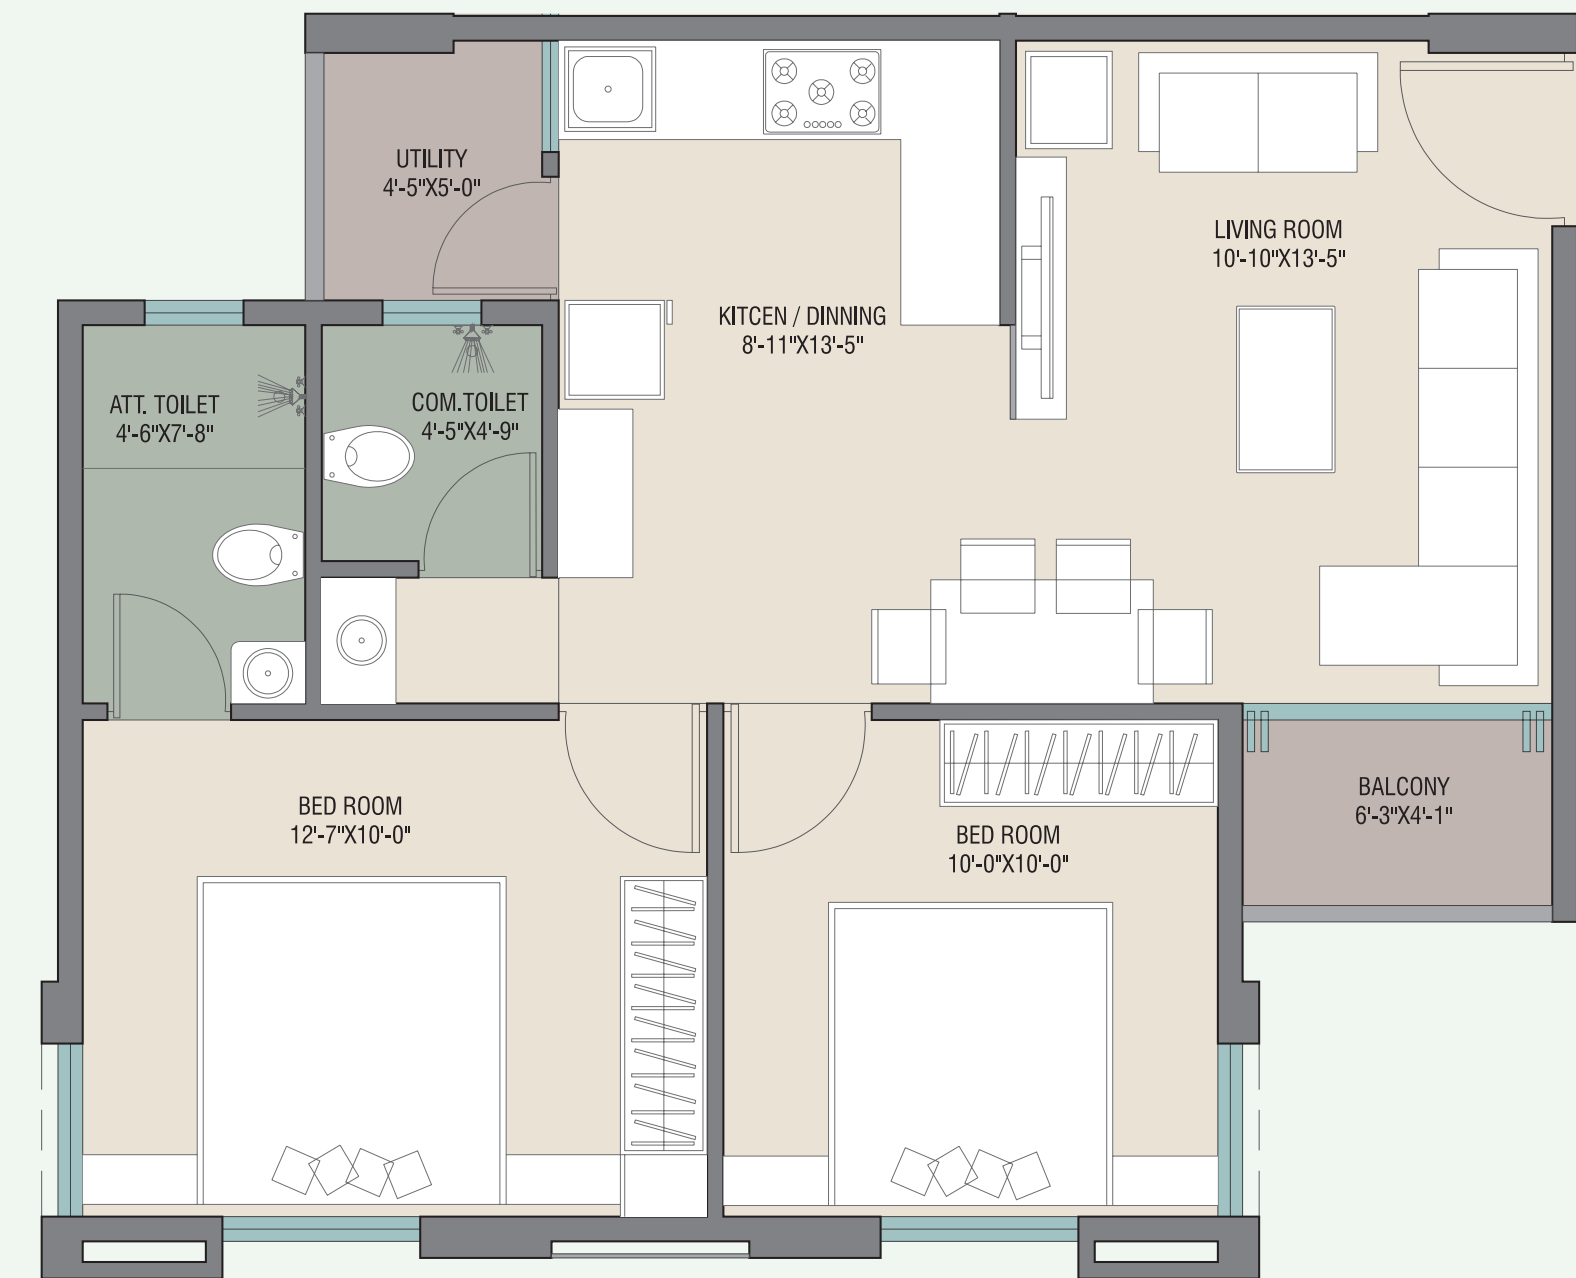 UTILITY
4'-5"X5'-0"
LIVING ROOM
10'-10"X13'-5"
KITCEN / DINNING
8'-11"X13'-5"
ATT. TOILET
4'-6"X7'-8"
COM.TOILET
4'-5"X4'-9"
BED ROOM
12'-7"X10'-0"
BED ROOM
10'-0"X10'-0"
BALCONY
6'-3"X4'-1"